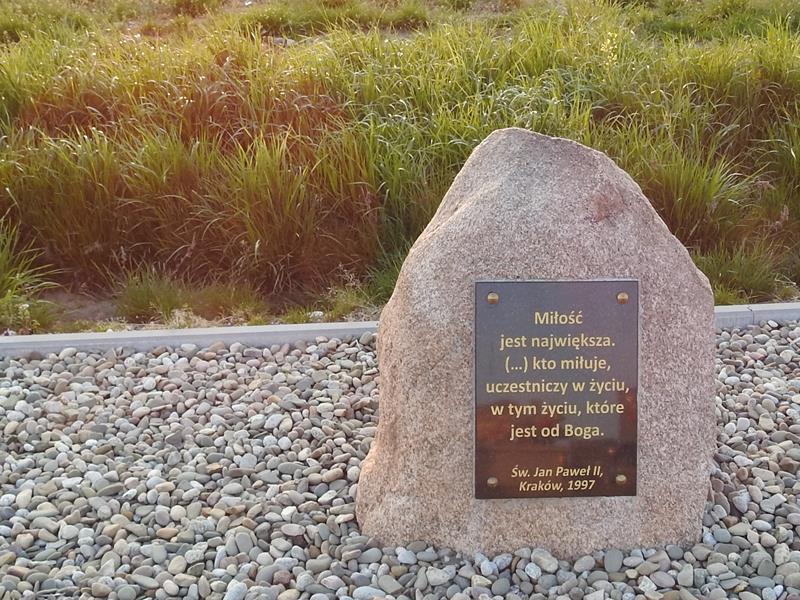 Miłość
jest największa.
(...) kto miłuje,
uczestniczy w życiu,
w tym życiu, które
jest od Boga.
Św. Jan Paweł II,
Kraków, 1997